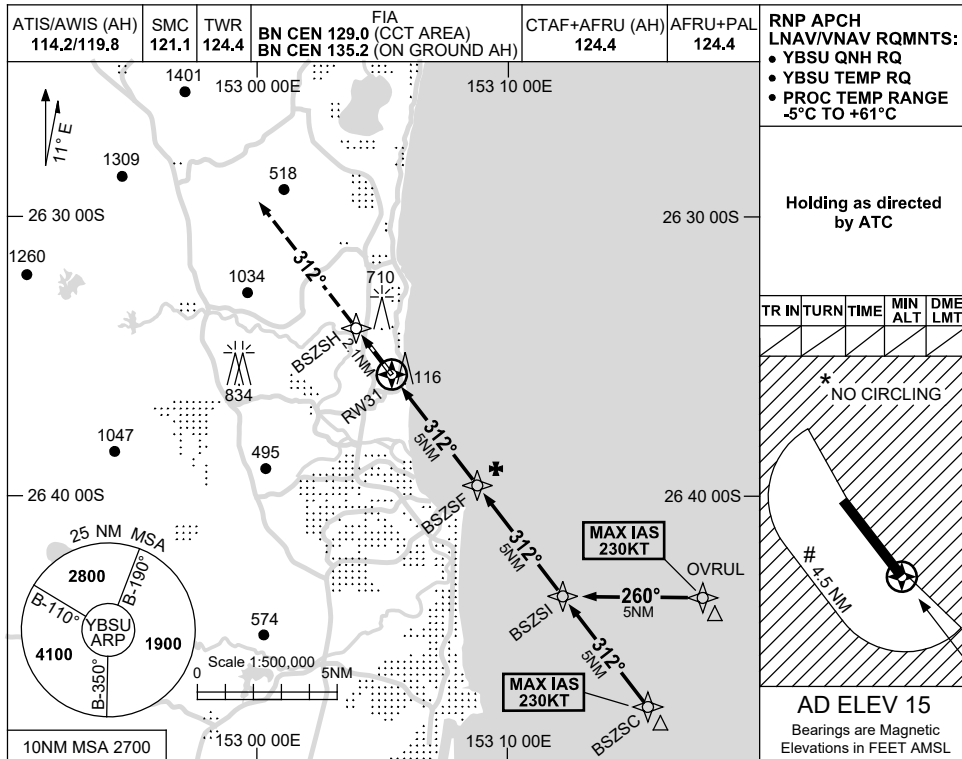 ATIS/AWIS (AH)
114.2/119.8
SMC
121.1
TWR
124.4
FIA
BN CEN 129.0 (CCT AREA)
BN CEN 135.2 (ON GROUND AH)
CTAF+AFRU (AH)
124.4
AFRU+PAL
124.4
RNP APCH
LNAV/VNAV RQMNTS:
• YBSU QNH RQ
• YBSU TEMP RQ
• PROC TEMP RANGE
-5°C TO +61°C
Holding as directed
by ATC
TR IN
TURN
TIME
MIN
ALT
DME
LMT
* NO CIRCLING
# 4.5 NM
AD ELEV 15
Bearings are Magnetic
Elevations in FEET AMSL
1401
153 00 00E
153 10 00E
11° E
1309
518
26 30 00S
26 30 00S
1260
312°
1034
710
BSZSH
2.1NM
834
RW31
116
312°
5NM
1047
495
26 40 00S
BSZSF
26 40 00S
312°
5NM
MAX IAS
230KT
OVRUL
260°
5NM
BSZSI
25 NM MSA
2800
B-190°
B-110°
YBSU
ARP
4100
1900
B-350°
574
Scale 1:500,000
0
5NM
312°
5NM
MAX IAS
230KT
BSZSC
10NM MSA 2700
153 00 00E
153 10 00E